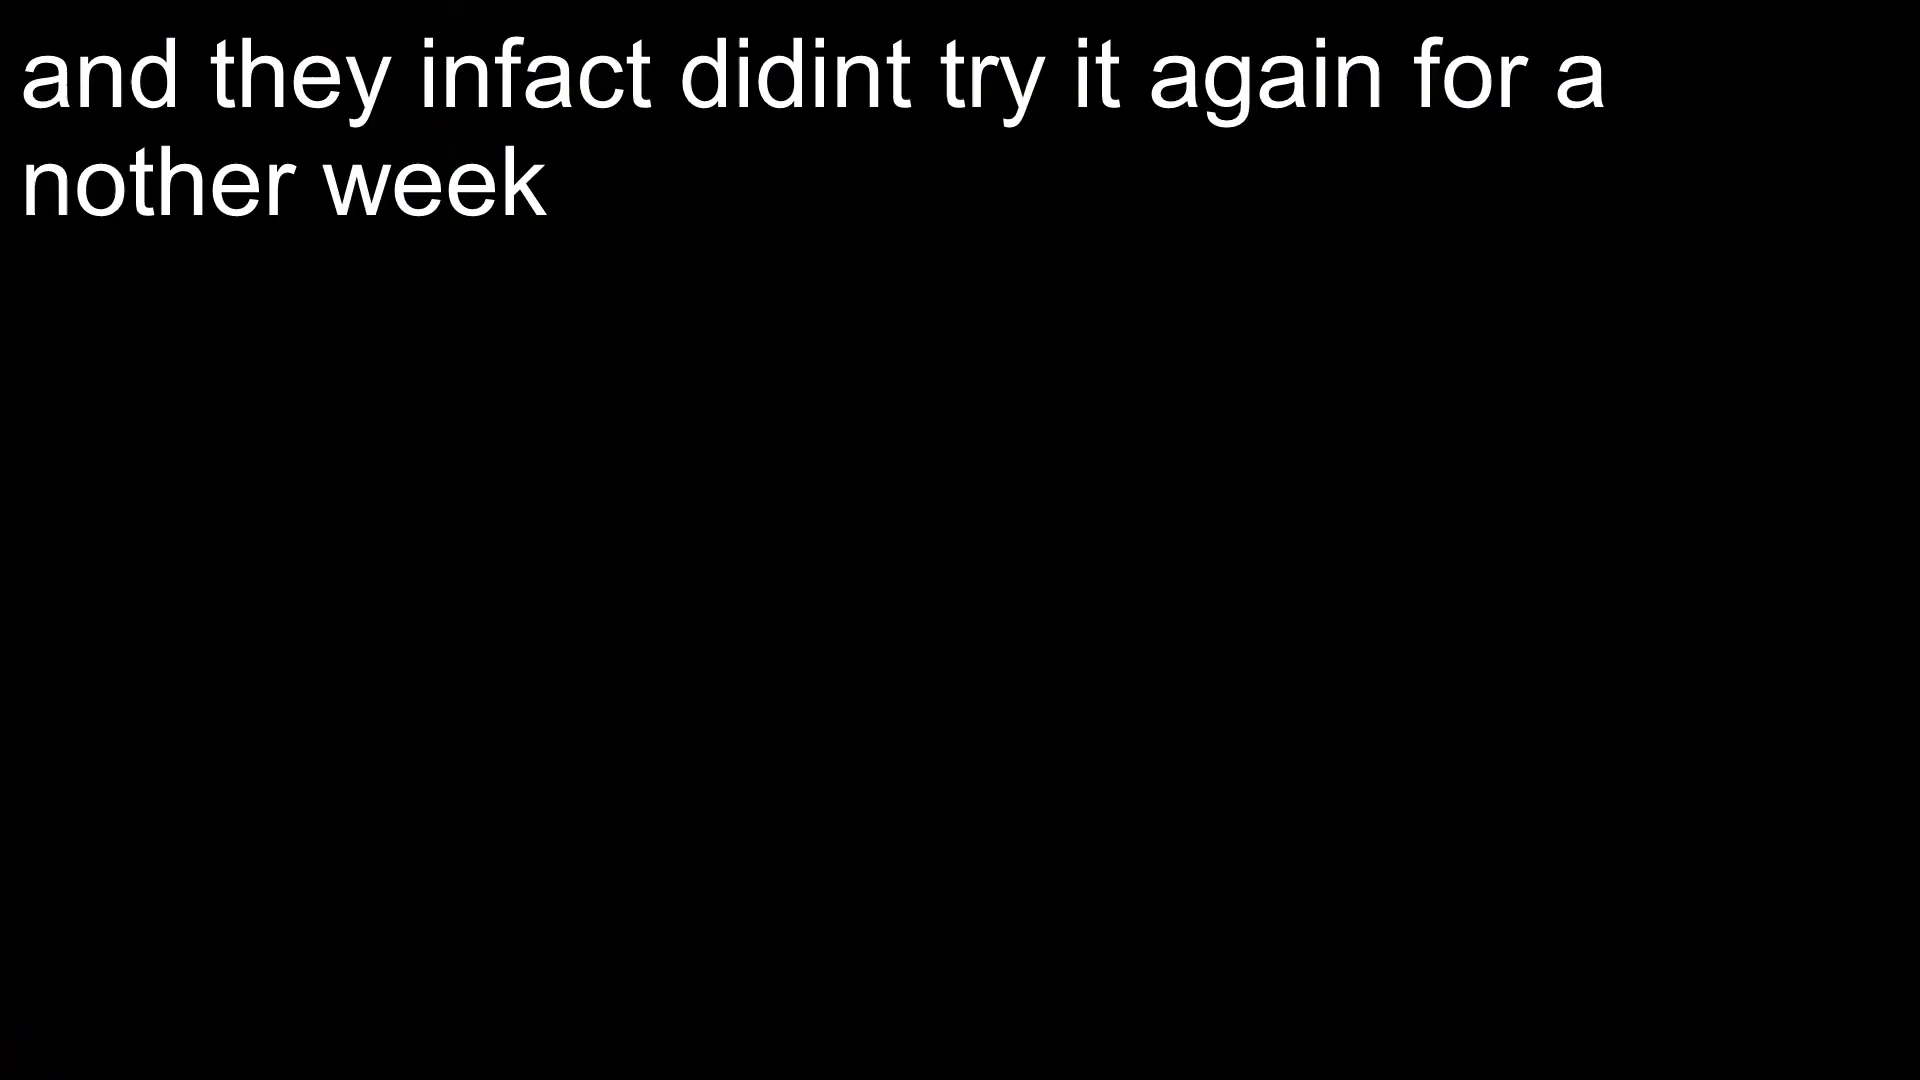 and they infact didint try it again for a
nother week